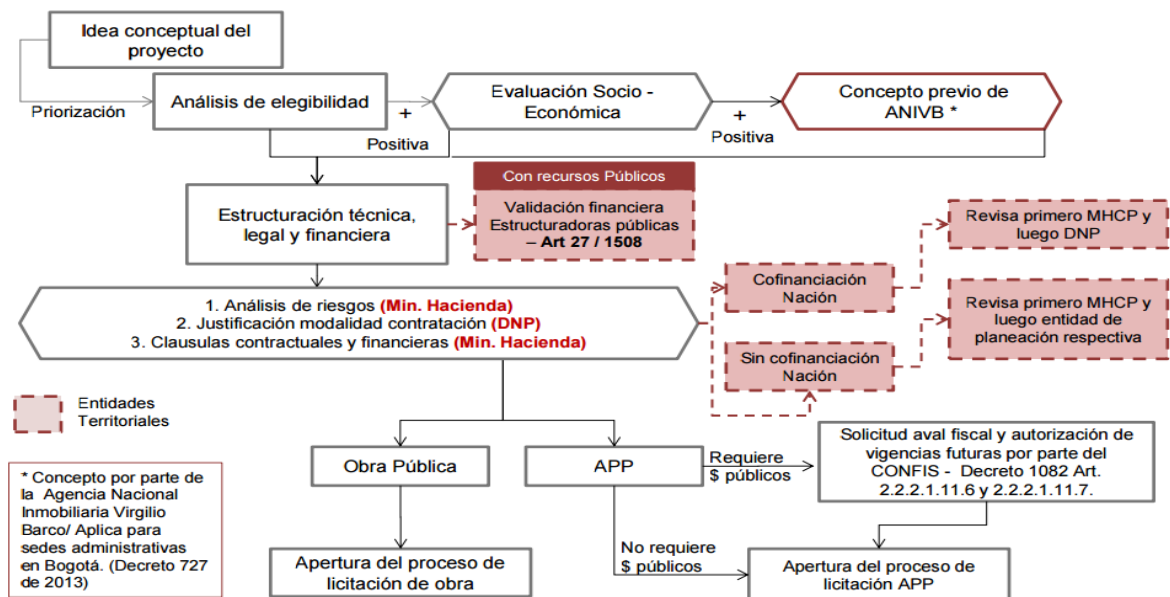 Idea conceptual del
proyecto
Priorización
Análisis de elegibilidad
+
Positiva
Evaluación Socio -
Económica
+
Positiva
Concepto previo de
ANIVB *
Estructuración técnica,
legal y financiera
Con recursos Públicos
Validación financiera
Estructuradoras públicas
– Art 27 / 1508
Revisa primero MHCP y
luego DNP
Cofinanciación
Nación
Revisa primero MHCP y
luego entidad de
planeación respectiva
Sin cofinanciación
Nación
1. Análisis de riesgos (Min. Hacienda)
2. Justificación modalidad contratación (DNP)
3. Clausulas contractuales y financieras (Min. Hacienda)
Entidades
Territoriales
* Concepto por parte de
la Agencia Nacional
Inmobiliaria Virgilio
Barco/ Aplica para
sedes administrativas
en Bogotá. (Decreto 727
de 2013)
Obra Pública
APP
Requiere
$ públicos
Solicitud aval fiscal y autorización de
vigencias futuras por parte del
CONFIS - Decreto 1082 Art.
2.2.2.1.11.6 y 2.2.2.1.11.7.
No requiere
$ públicos
Apertura del proceso de
licitación de obra
Apertura del proceso de
licitación APP